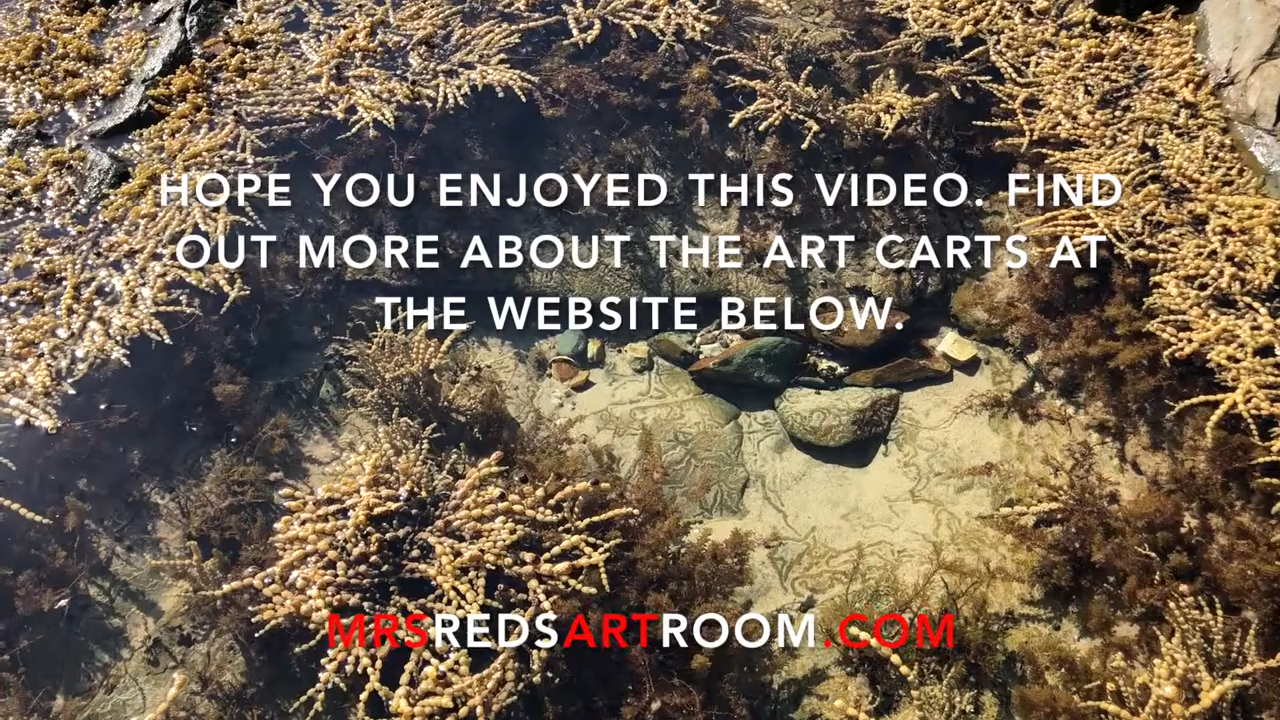 HOPE YOU ENJOYED THIS VIDEO. FIND
OUT MORE ABOUT THE ART CARTS AT
THE WEBSITE BELOW.
MRSREDSARTROOM.COM